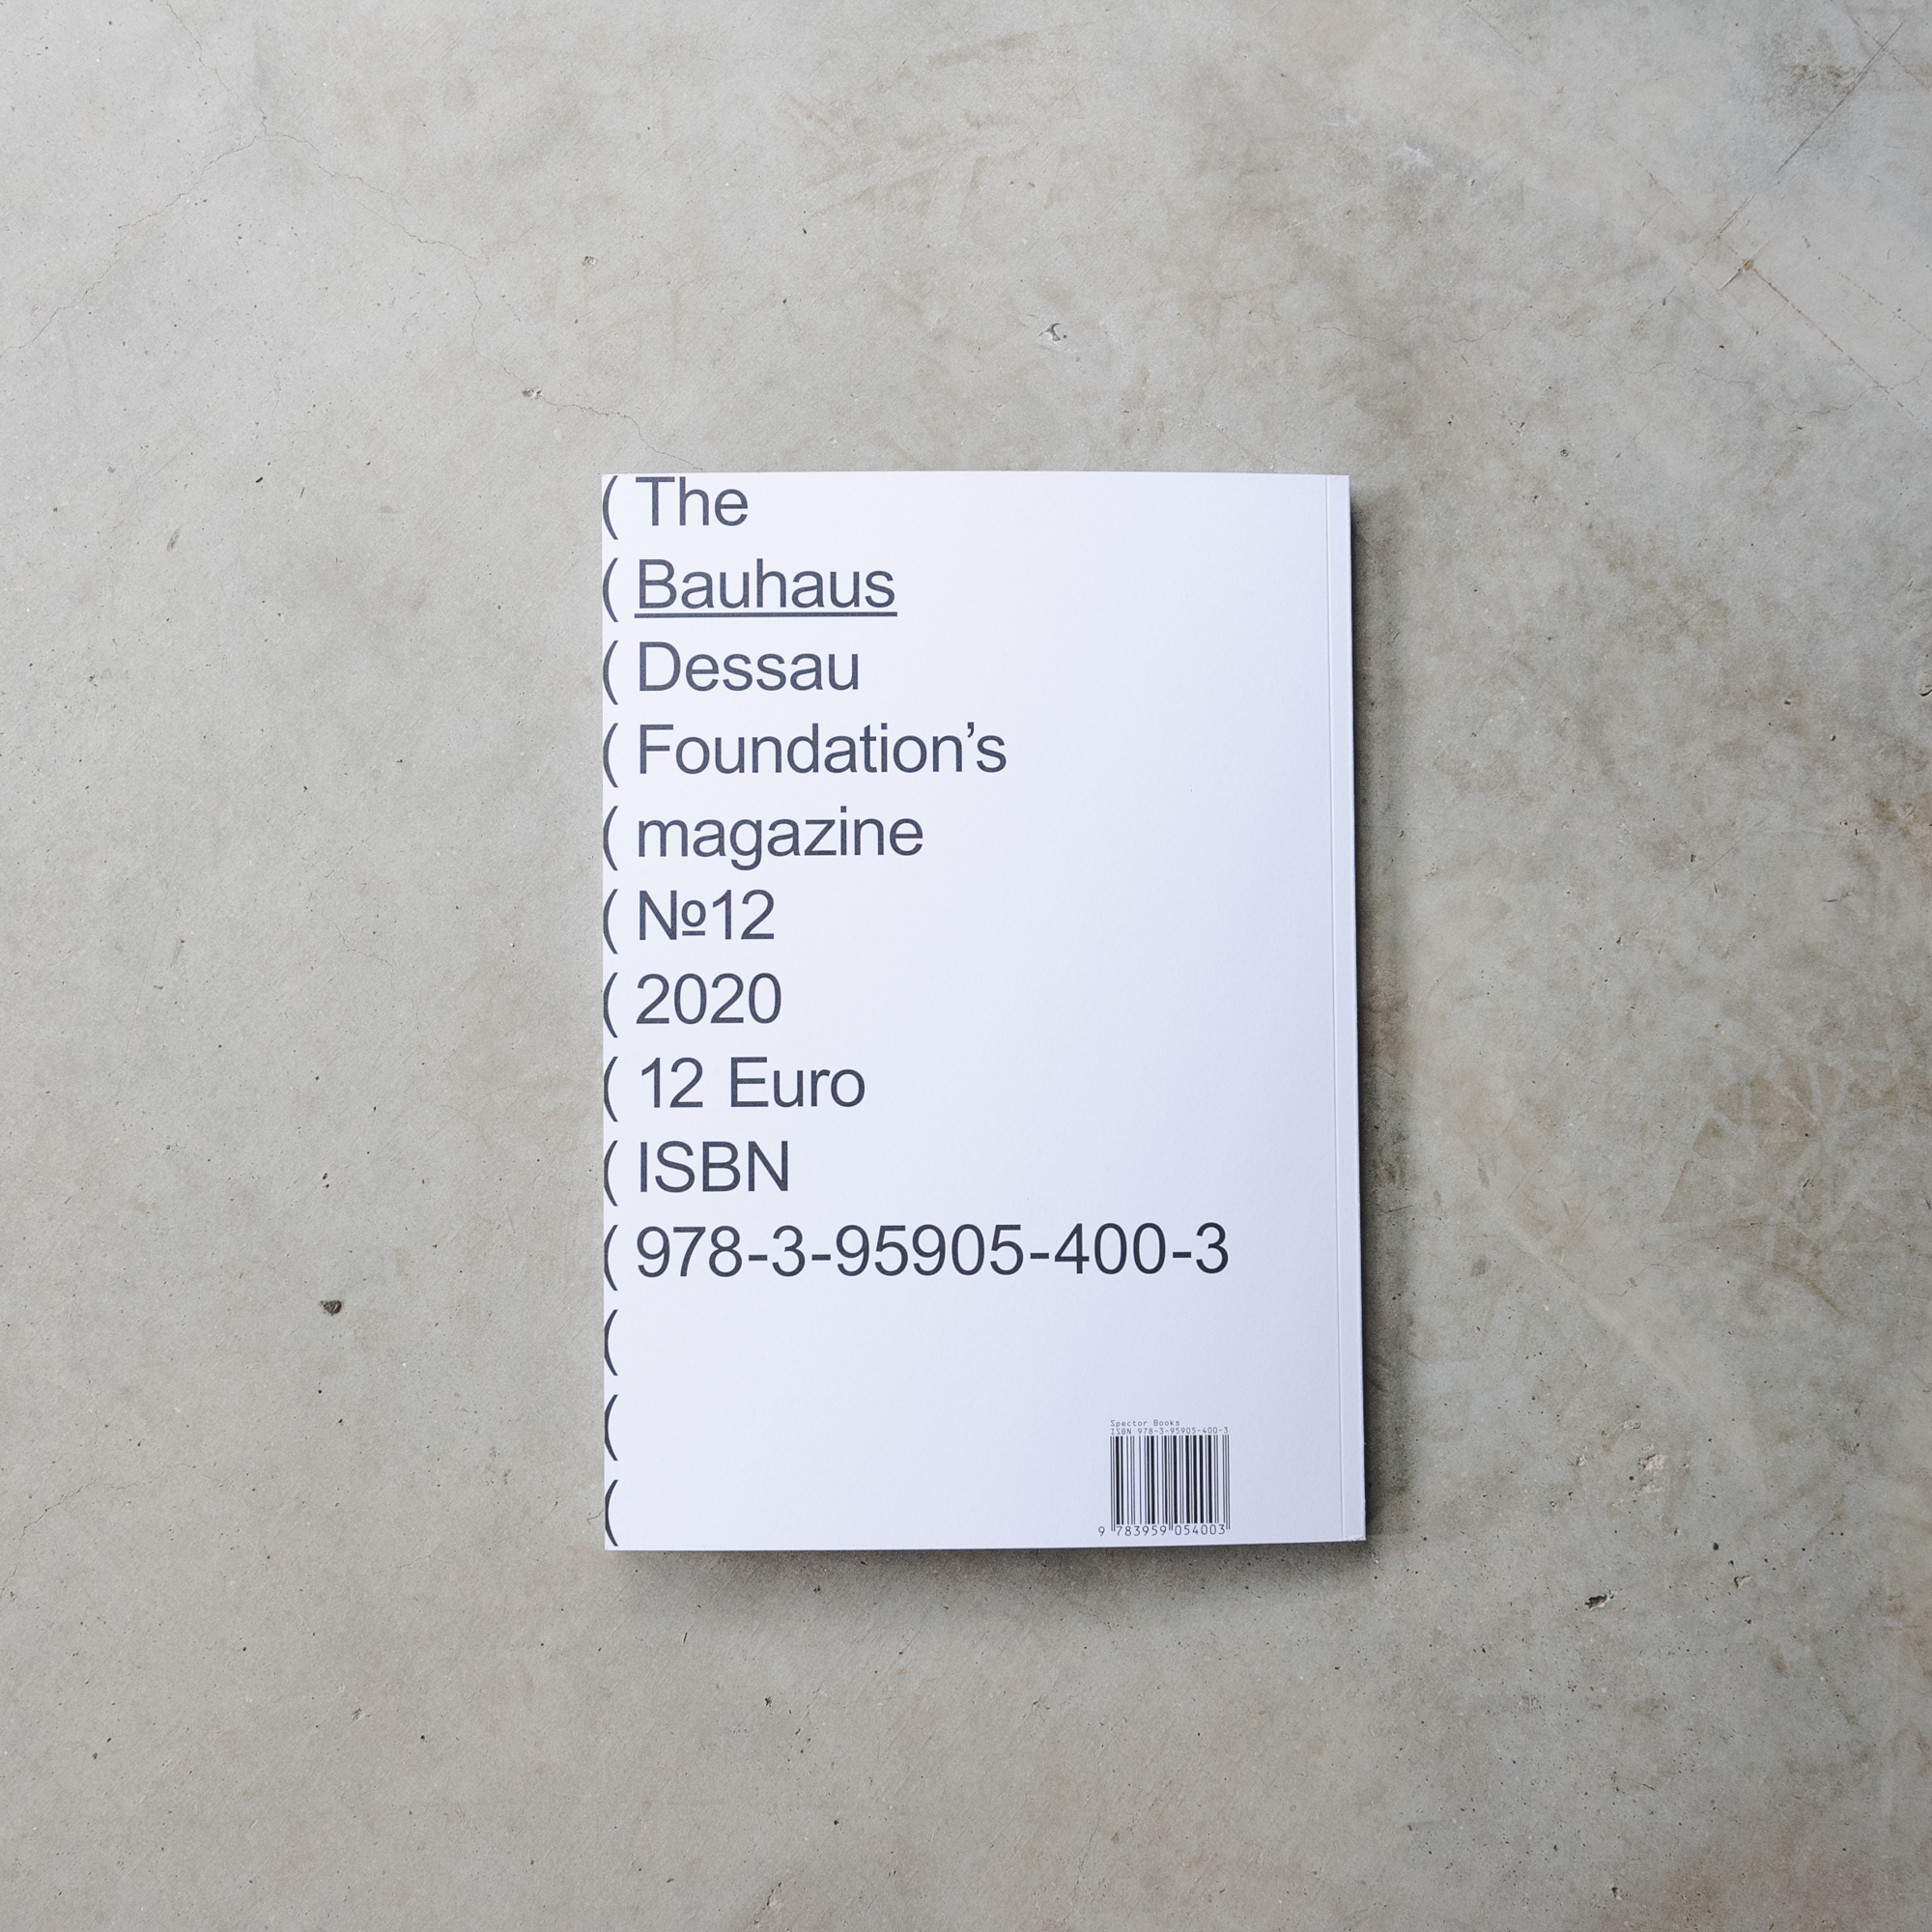 ( The
( Bauhaus
( Dessau
( Foundation’s
( magazine
( №12
( 2020
( 12 Euro
( ISBN
( 978-3-95905-400-3
(
(
(
Spector Books
ISBN 978-3-95905-400-3
9 783959 054003